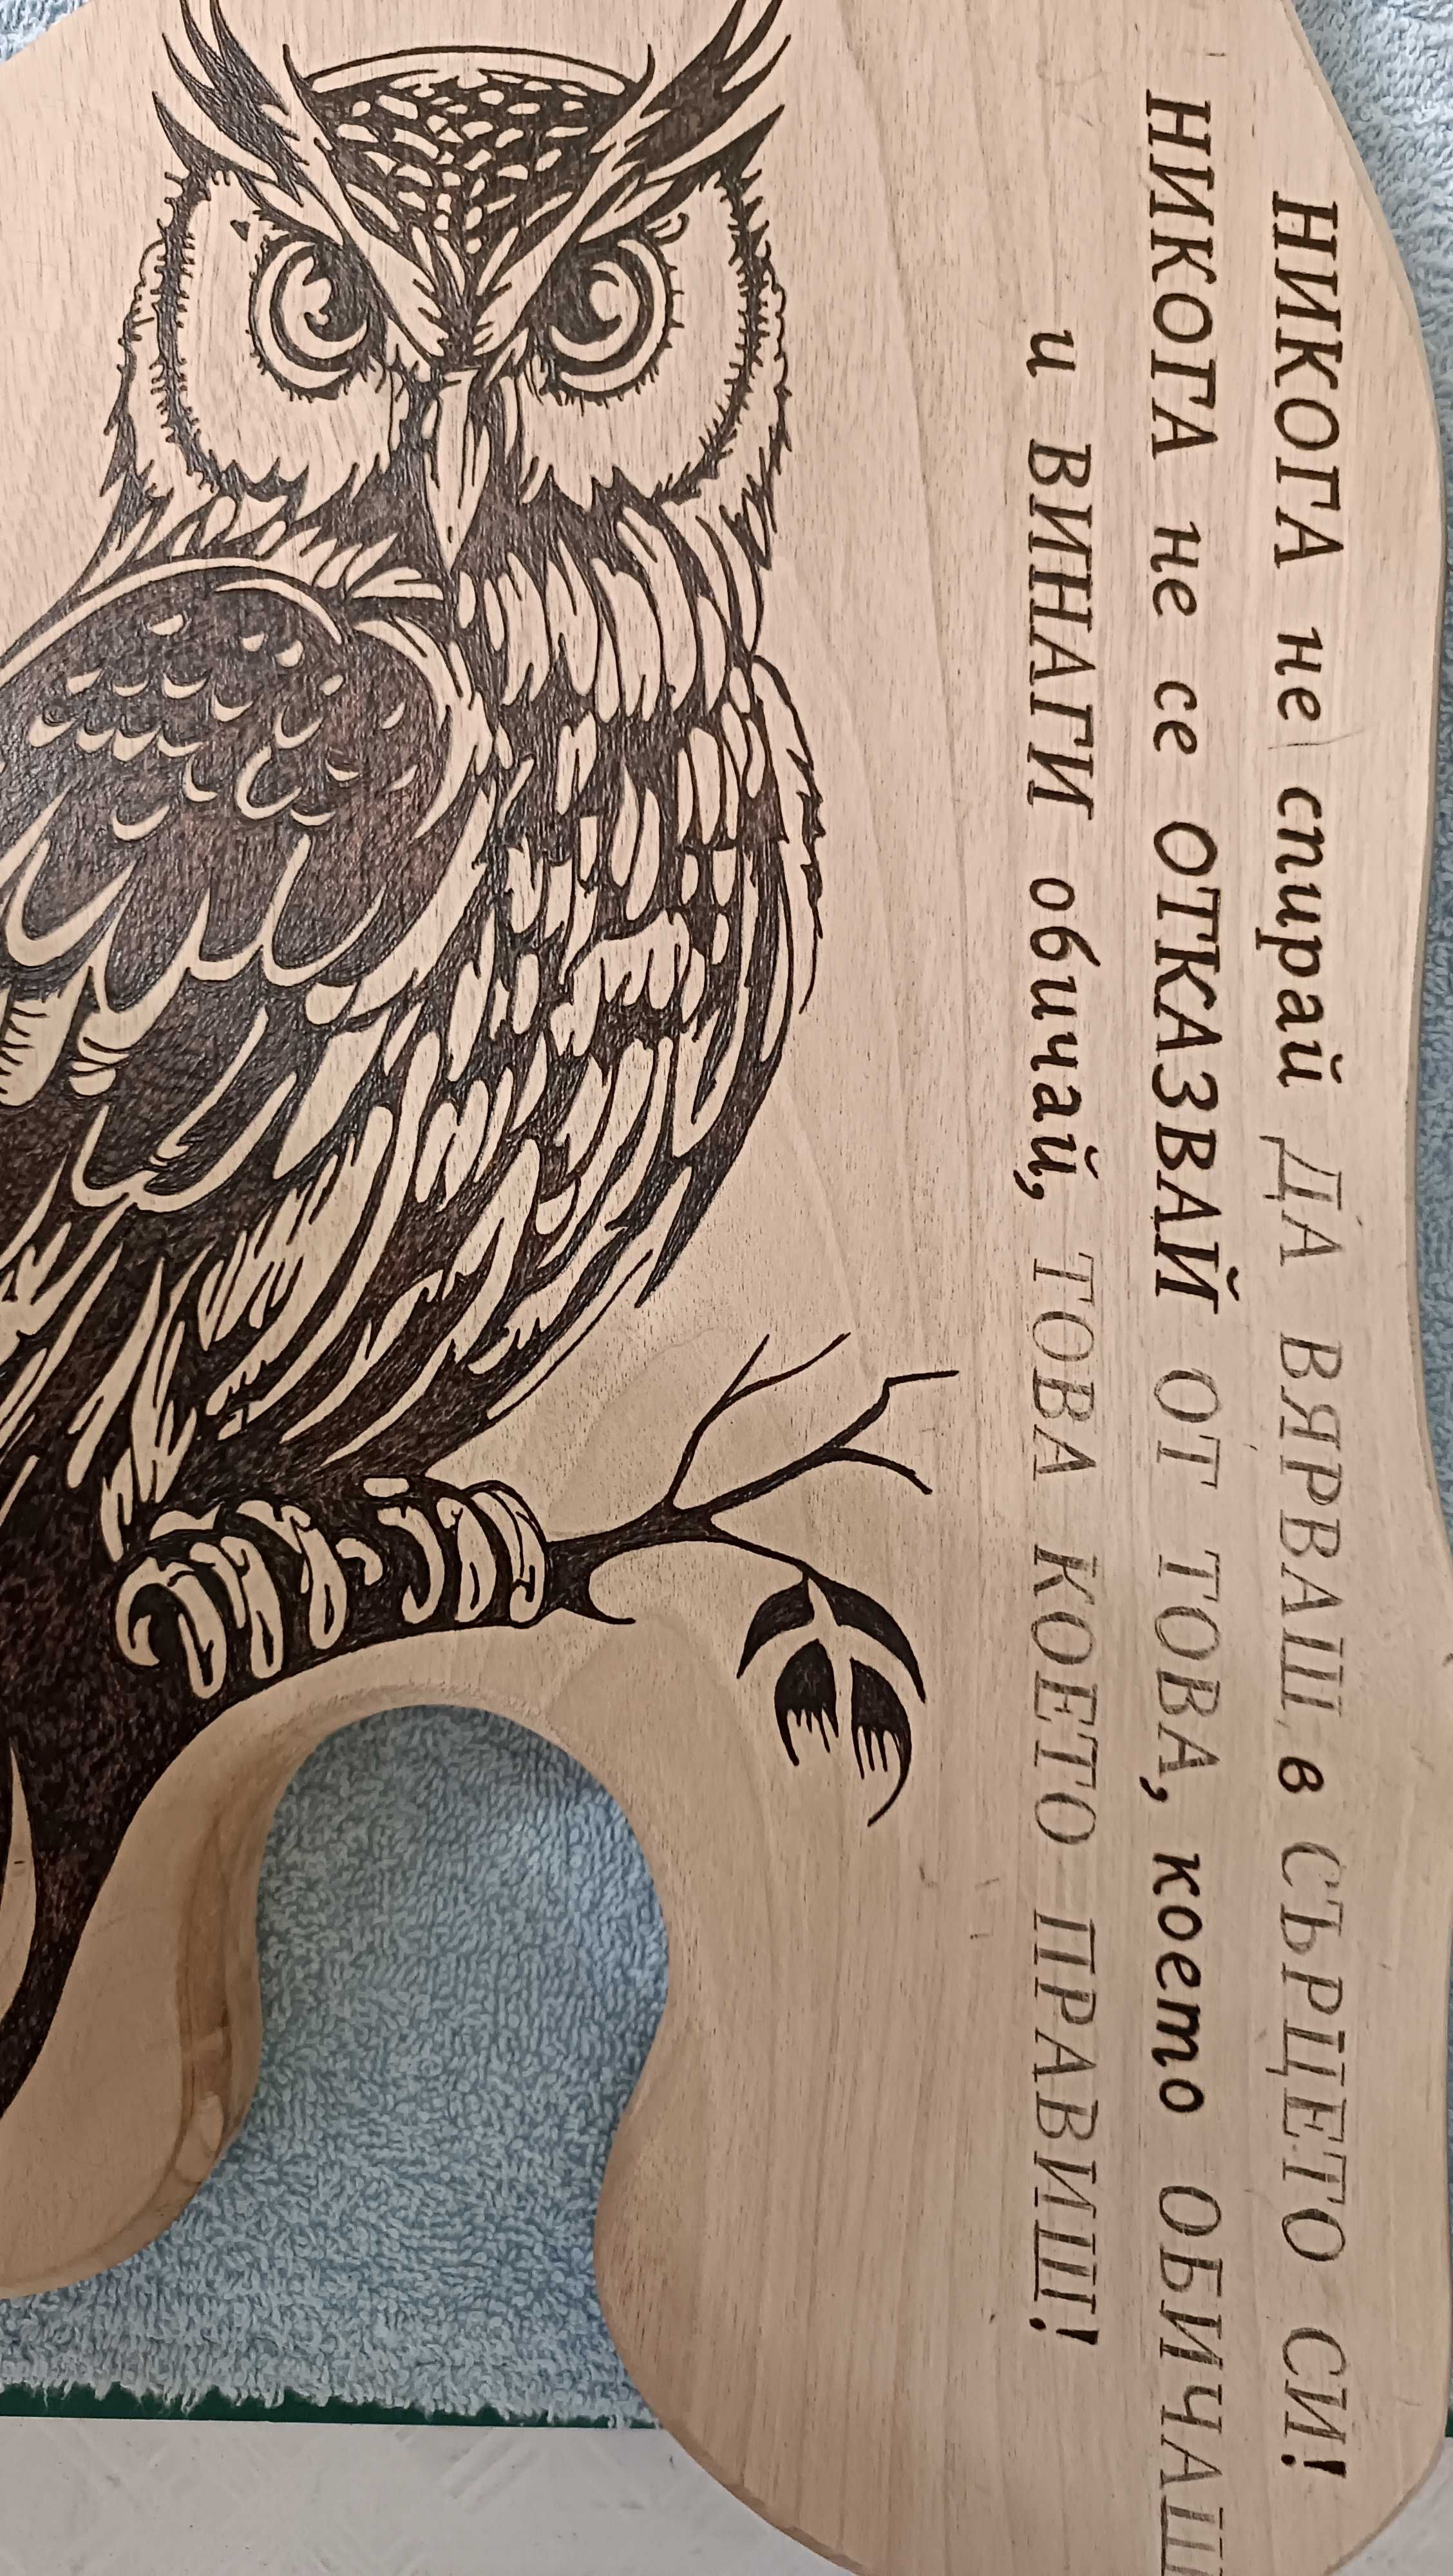 НИКОГА не спирай ДА ВЯРВАШ в СЪРЦЕТО СИ!
НИКОГА не се ОТКАЗВАЙ ОТ ТОВА, което ОБИЧАШ
и ВИНАГИ обичай, ТОВА КОЕТО ПРАВИШ!